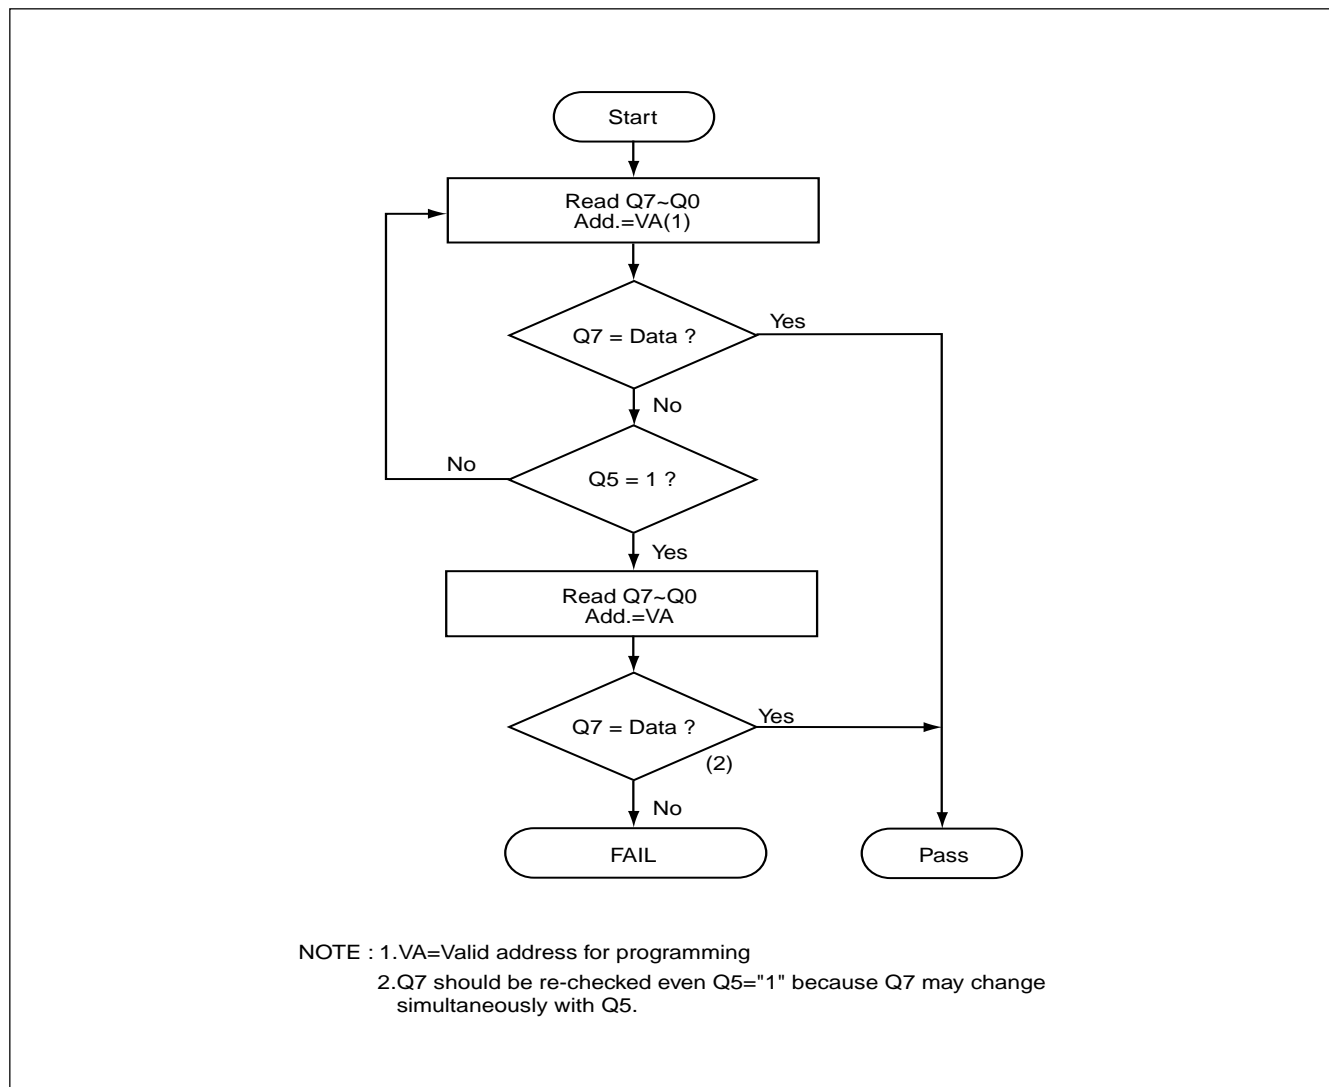 Start
Read Q7~Q0
Add.=VA(1)
Q7 = Data ?
Yes
No
No
Q5 = 1 ?
Yes
Read Q7~Q0
Add.=VA
Q7 = Data ?
Yes
(2)
No
FAIL
Pass
NOTE : 1.VA=Valid address for programming
2.Q7 should be re-checked even Q5="1" because Q7 may change
simultaneously with Q5.